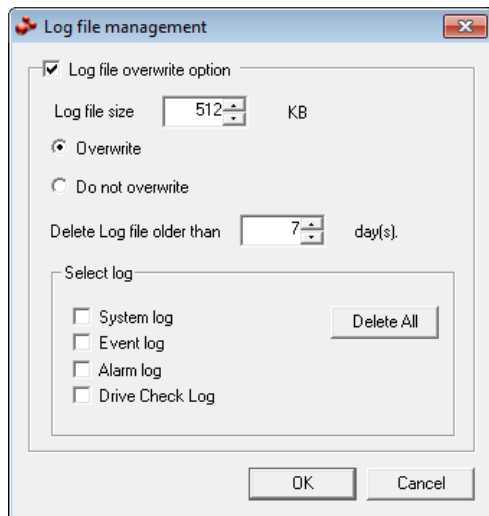 Log file management
Log file overwrite option
Log file size 512 KB
Overwrite
Do not overwrite
Delete Log file older than 7 day(s).
Select log
System log
Delete All
Event log
Alarm log
Drive Check Log
OK Cancel